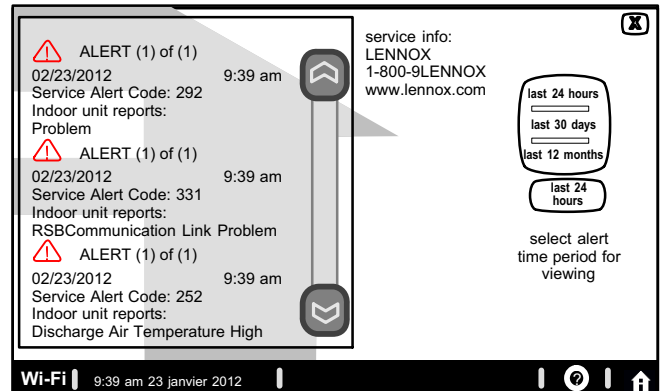 ALERT (1) of (1)
02/23/2012 9:39 am
Service Alert Code: 292
Indoor unit reports:
Problem
ALERT (1) of (1)
02/23/2012 9:39 am
Service Alert Code: 331
Indoor unit reports:
RSBCommunication Link Problem
ALERT (1) of (1)
02/23/2012 9:39 am
Service Alert Code: 252
Indoor unit reports:
Discharge Air Temperature High
service info:
LENNOX
1-800-9LENNOX
www.lennox.com
X
last 24 hours
last 30 days
last 12 months
last 24
hours
select alert
time period for
viewing
Wi-Fi 9:39 am 23 janvier 2012 ?